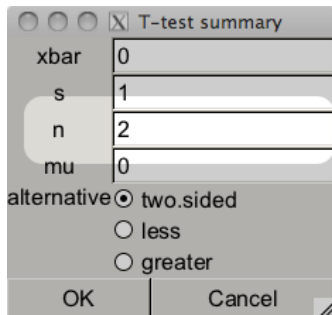 T-test summary
xbar 0
s 1
n 2
mu 0
alternative two.sided
less
greater
OK Cancel